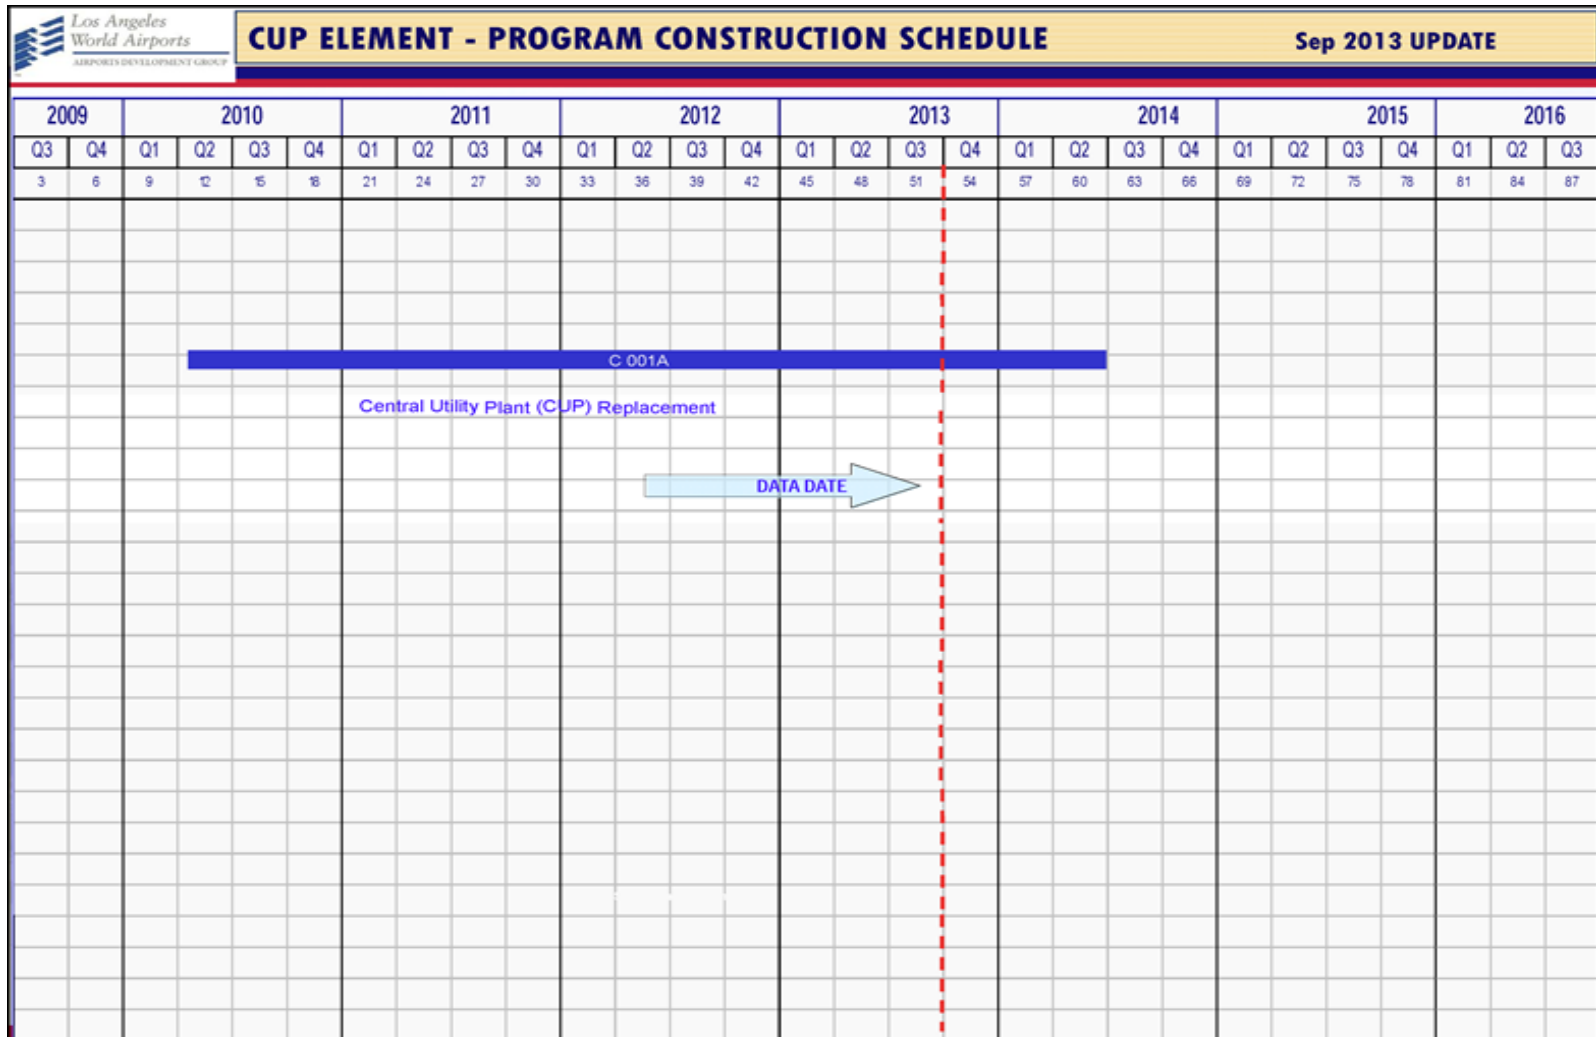 Los Angeles
World Airports
AIRPORTS DEVELOPMENT GROUP
CUP ELEMENT - PROGRAM CONSTRUCTION SCHEDULE
Sep 2013 UPDATE
2009 2010 2011 2012 2013 2014 2015 2016
Q3 Q4 Q1 Q2 Q3 Q4 Q1 Q2 Q3 Q4 Q1 Q2 Q3 Q4 Q1 Q2 Q3 Q4 Q1 Q2 Q3 Q4 Q1 Q2 Q3 Q4 Q1 Q2 Q3
3 6 9 12 15 18 21 24 27 30 33 36 39 42 45 48 51 54 57 60 63 66 69 72 75 78 81 84 87
C 001A
Central Utility Plant (CUP) Replacement
DATA DATE